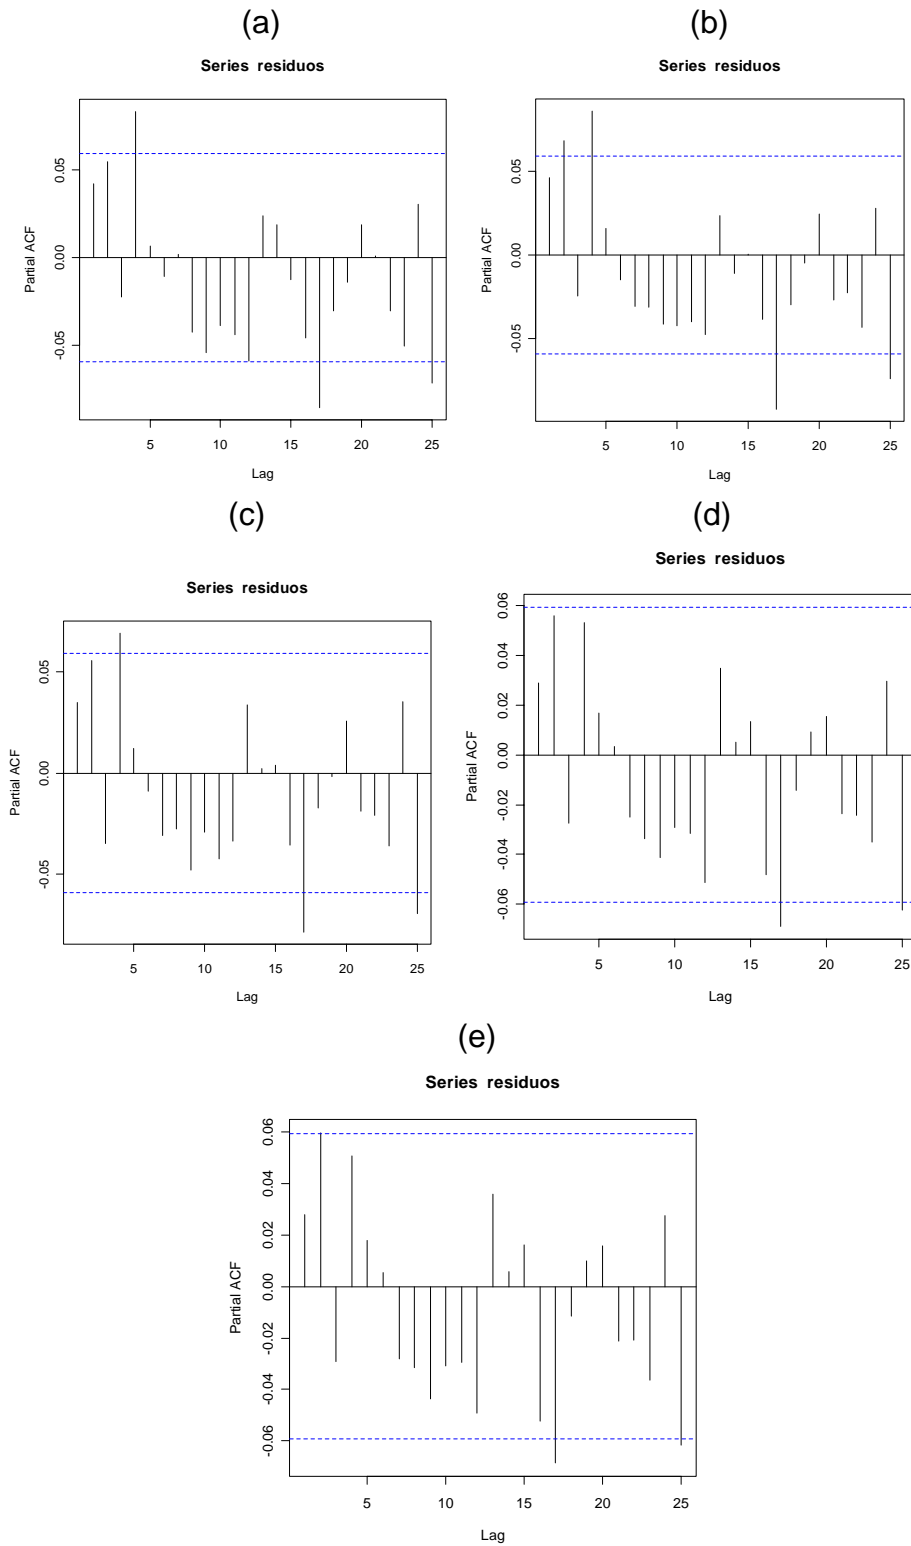 (a)
Series residuos
Partial ACF
0.05
0.00
-0.05
5 10 15 20 25
Lag
(b)
Series residuos
Partial ACF
0.05
0.00
-0.05
5 10 15 20 25
Lag
(c)
Series residuos
Partial ACF
0.05
0.00
-0.05
5 10 15 20 25
Lag
(d)
Series residuos
Partial ACF
0.06
0.04
0.02
0.00
-0.02
-0.04
-0.06
5 10 15 20 25
Lag
(e)
Series residuos
Partial ACF
0.06
0.04
0.02
0.00
-0.02
-0.04
-0.06
5 10 15 20 25
Lag